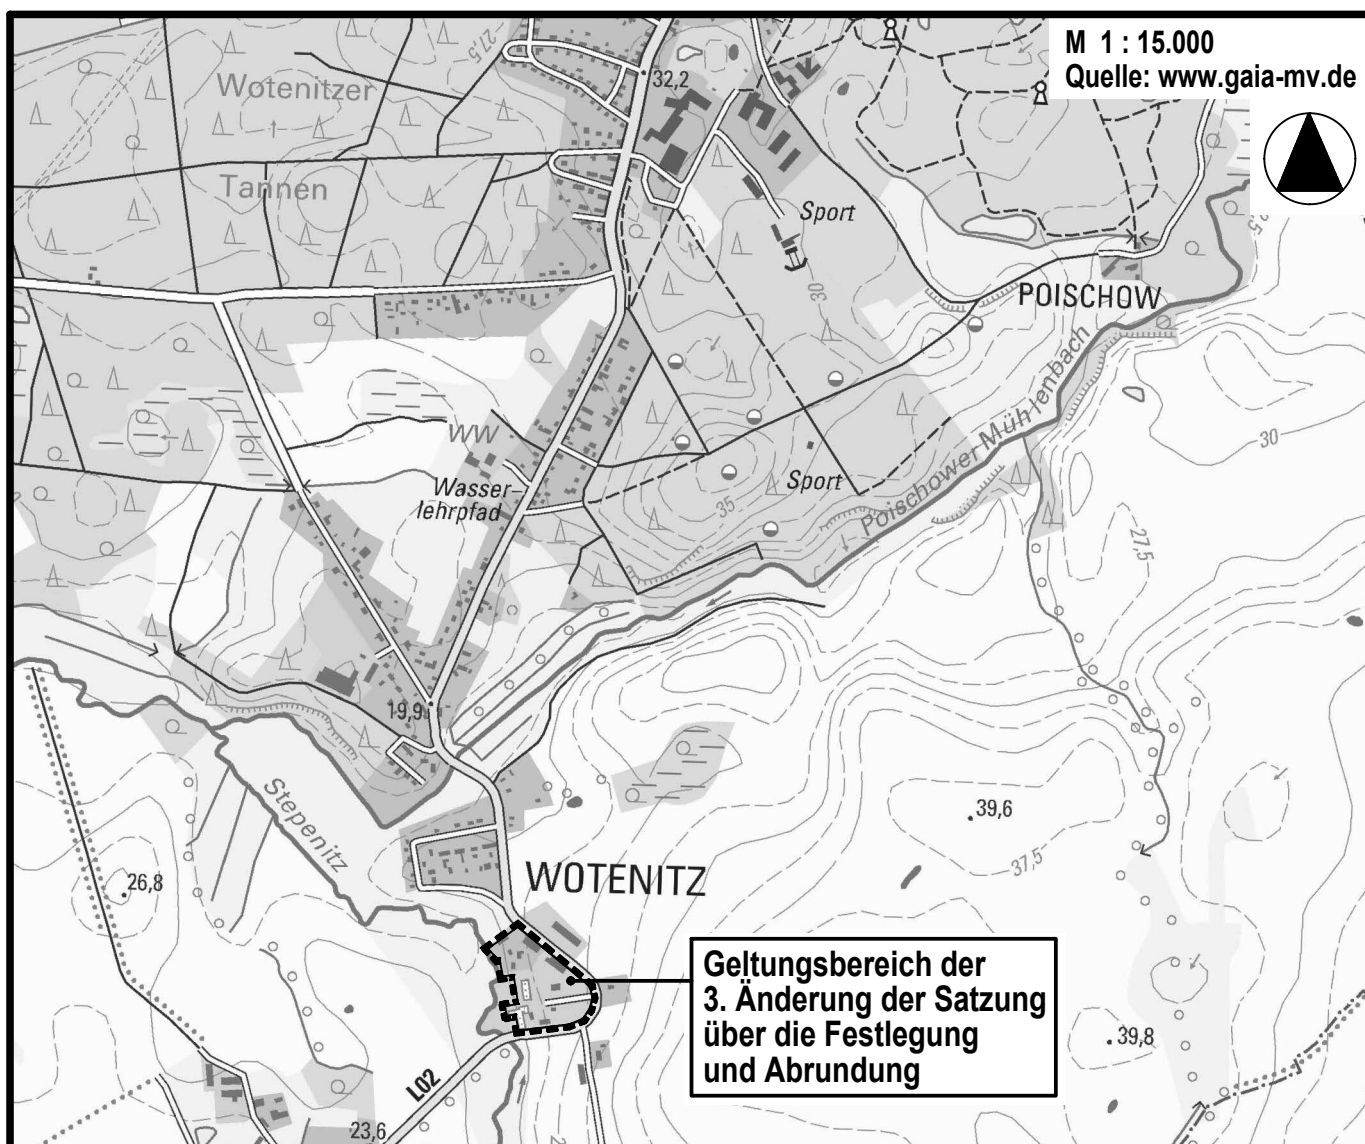 M 1 : 15.000
Quelle: www.gaia-mv.de
27,5
32,2
Wotenitzer
Tannen
Sport
30
POISCHOW
Poischower Mühlenbach
30
WW
Wasser-
lehrpfad
Sport
35
27,5
19,9
Stepenitz
39,6
37,5
26,8
WOTENITZ
Geltungsbereich der
3. Änderung der Satzung
über die Festlegung
und Abrundung
39,8
L02
23,6